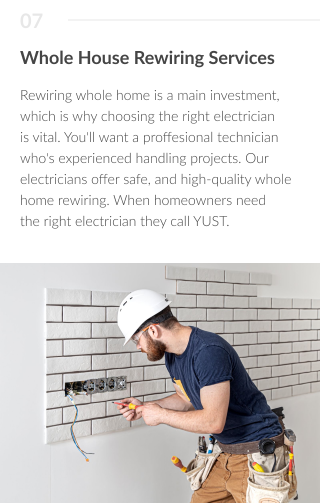 07
Whole House Rewiring Services
Rewiring whole home is a main investment,
which is why choosing the right electrician
is vital. You'll want a proffesional technician
who's experienced handling projects. Our
electricians offer safe, and high-quality whole
home rewiring. When homeowners need
the right electrician they call YUST.